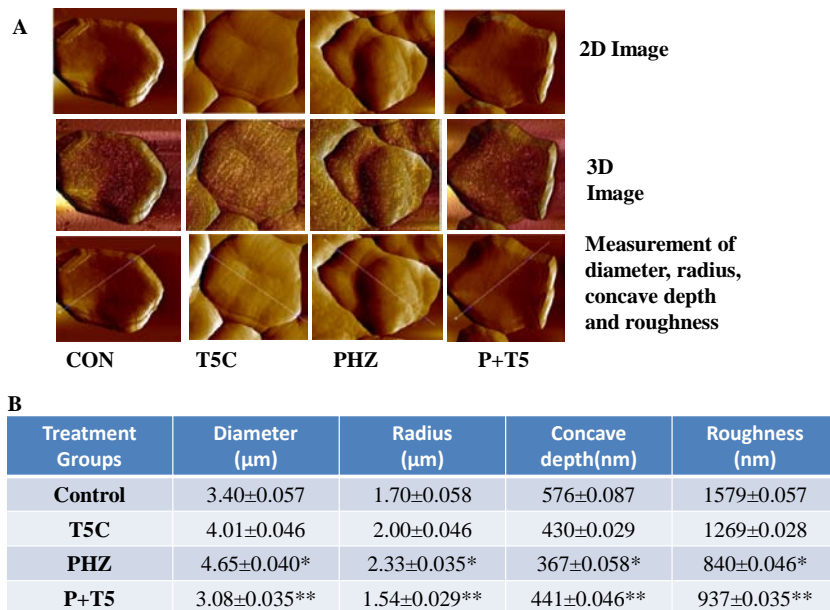 A
2D Image
3D
Image
Measurement of
diameter, radius,
concave depth
and roughness
CON T5C PHZ P+T5
B
Treatment Groups Diameter (μm) Radius (μm) Concave depth(nm) Roughness (nm)
Control 3.40±0.057 1.70±0.058 576±0.087 1579±0.057
T5C 4.01±0.046 2.00±0.046 430±0.029 1269±0.028
PHZ 4.65±0.040* 2.33±0.035* 367±0.058* 840±0.046*
P+T5 3.08±0.035** 1.54±0.029** 441±0.046** 937±0.035**